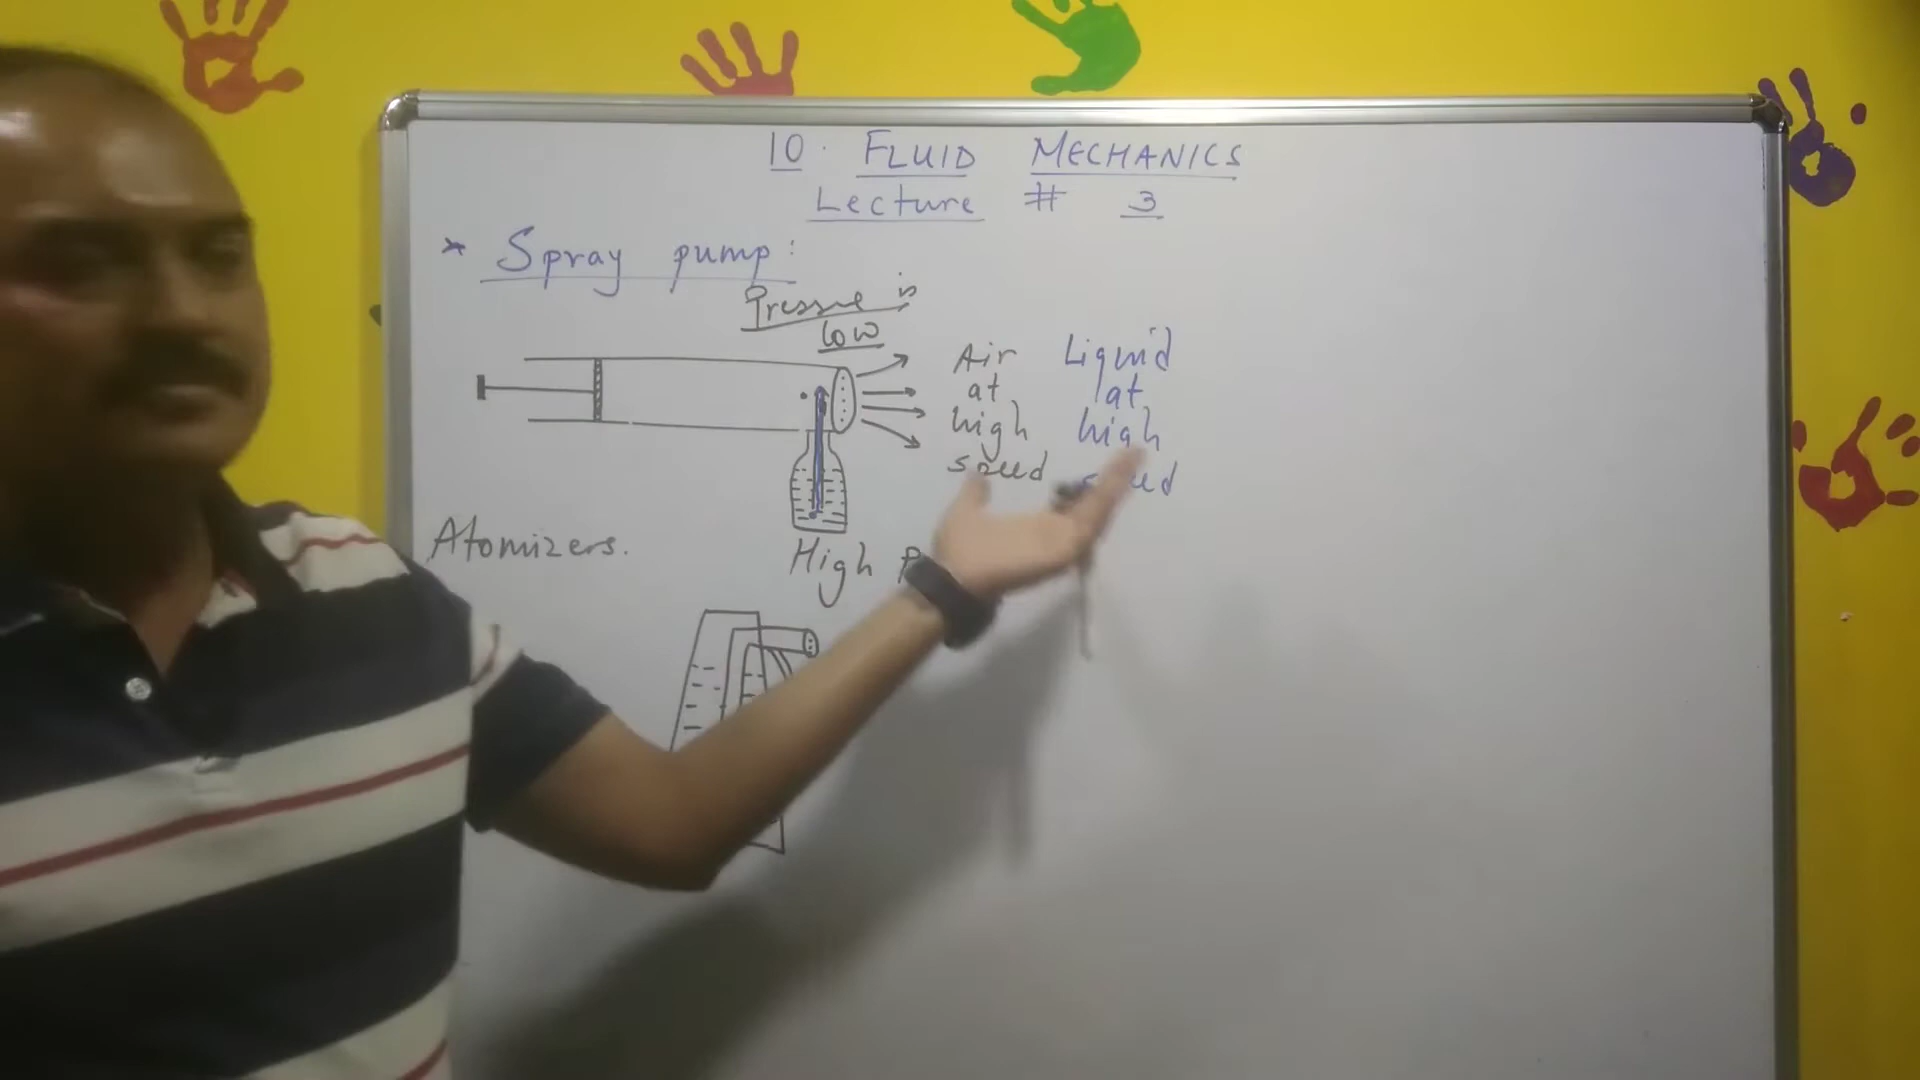 10. FLUID MECHANICS
Lecture # 3
* Spray pump:
Pressure is
low
Air
at
high
speed
Liquid
at
high
Atomizers.
High